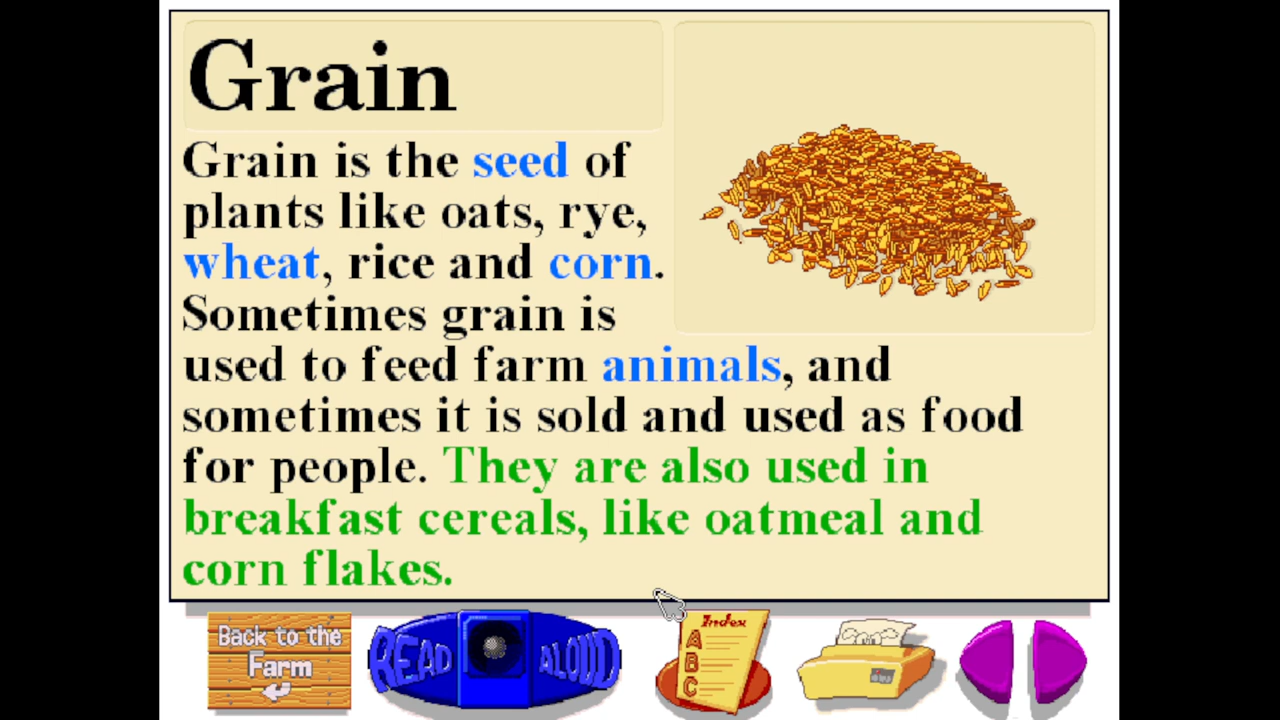 Grain
Grain is the seed of
plants like oats, rye,
wheat, rice and corn.
Sometimes grain is
used to feed farm animals, and
sometimes it is sold and used as food
for people. They are also used in
breakfast cereals, like oatmeal and
corn flakes.
Back to the
Farm
READ ALOUD
Index
A
B
C